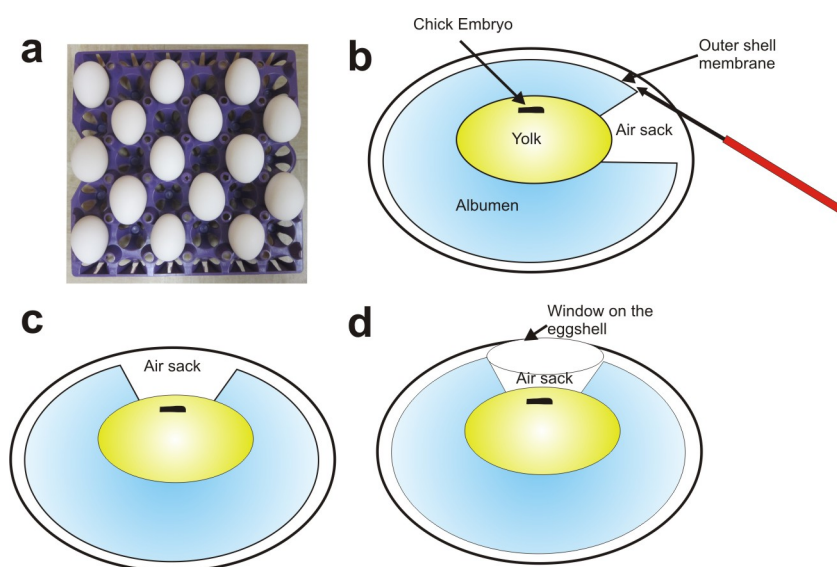 a
b
Chick Embryo
Outer shell
membrane
Air sack
Yolk
Albumen
c
Air sack
d
Window on the
eggshell
Air sack